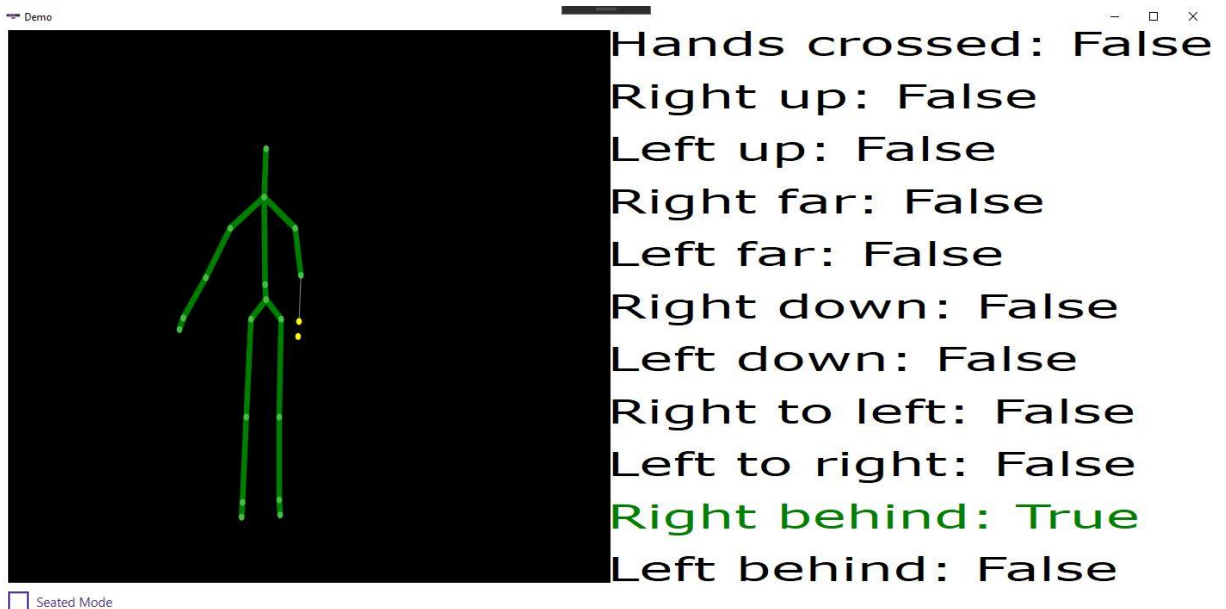 Demo
Hands crossed: False
Right up: False
Left up: False
Right far: False
Left far: False
Right down: False
Left down: False
Right to left: False
Left to right: False
Right behind: True
Left behind: False
Seated Mode